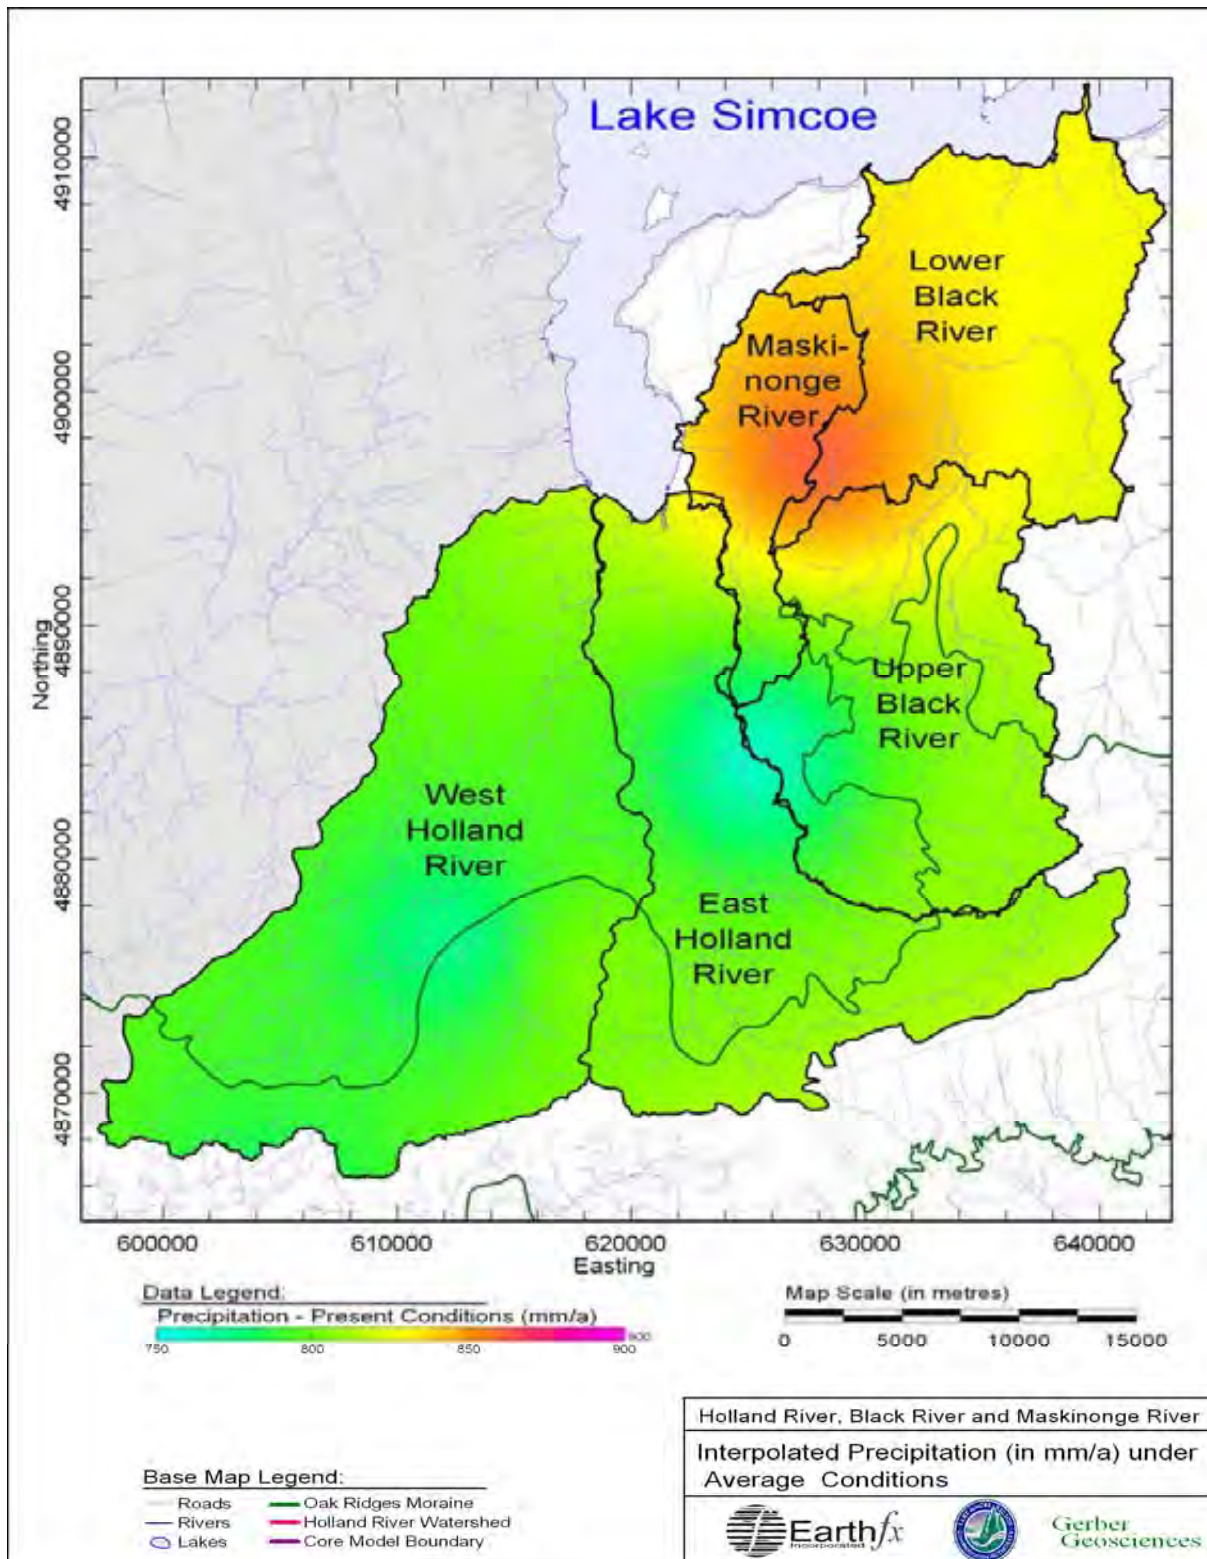 Lake Simcoe
4910000
Lower
Black
River
Maski-
nonge
River
4900000
4890000
Northing
Upper
Black
River
West
Holland
River
4880000
East
Holland
River
4870000
600000
610000
620000
630000
640000
Easting
Data Legend:
Precipitation - Present Conditions (mm/a)
750
800
850
900
900
Map Scale (in metres)
0
5000
10000
15000
Holland River, Black River and Maskinonge River
Interpolated Precipitation (in mm/a) under
Average Conditions
Base Map Legend:
Roads
Rivers
Lakes
Oak Ridges Moraine
Holland River Watershed
Core Model Boundary
Earthfx
Incorporated
Gerber
Geosciences